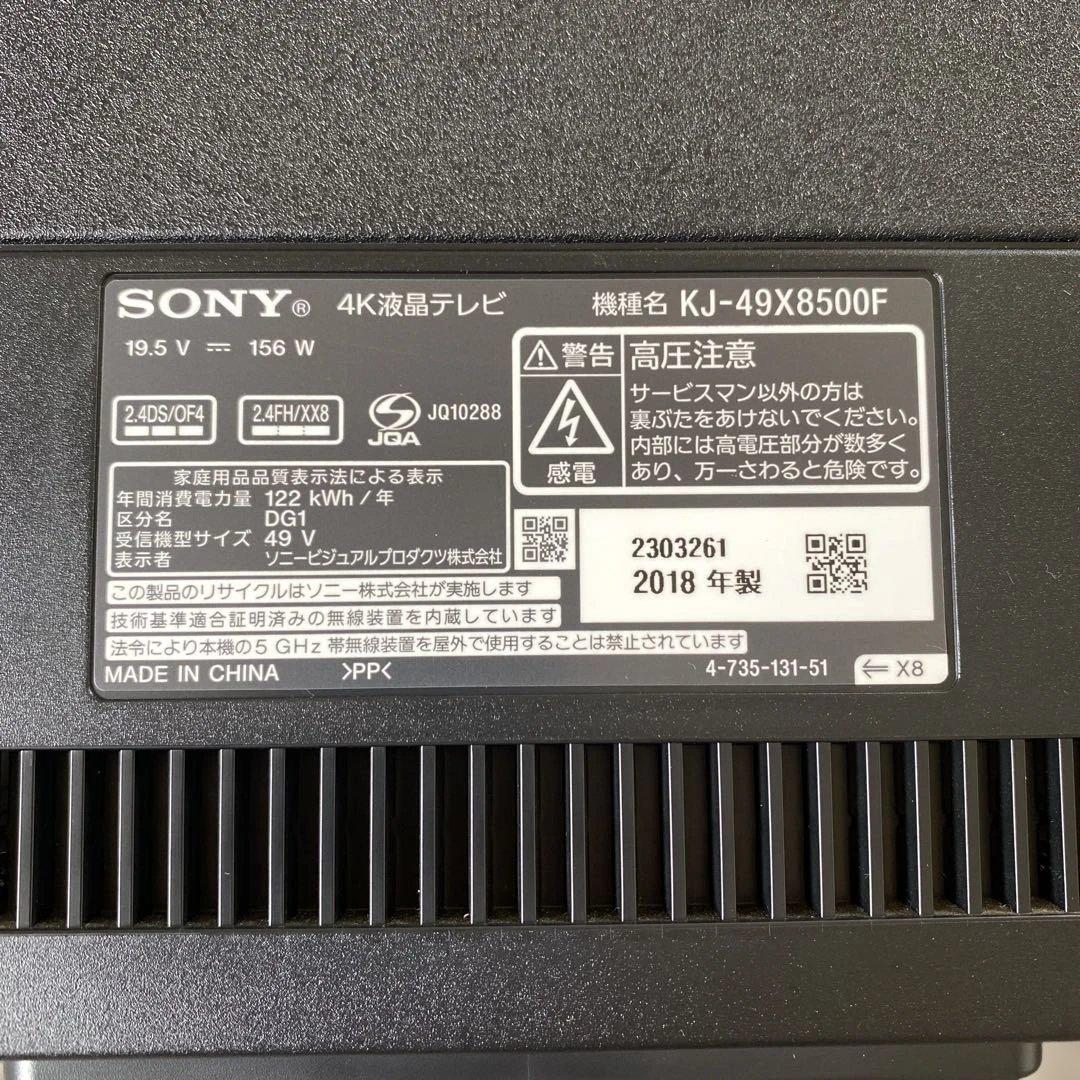 SONY® 4K液晶テレビ 機種名 KJ-49X8500F
19.5 V ⎓ 156 W
2.4DS/OF4 2.4FH/XX8 JQA JQ10288
⚠警告 高圧注意
感電
サービスマン以外の方は
裏ぶたをあけないでください。
内部には高電圧部分が数多く
あり、万一さわると危険です。
家庭用品品質表示法による表示
年間消費電力量 122 kWh/年
区分名 DG1
受信機型サイズ 49 V
表示者 ソニービジュアルプロダクツ株式会社
2303261
2018 年製
この製品のリサイクルはソニー株式会社が実施します
技術基準適合証明済みの無線装置を内蔵しています
法令により本機の5 GHz 帯無線装置を屋外で使用することは禁止されています
MADE IN CHINA >PP< 4-735-131-51 ← X8